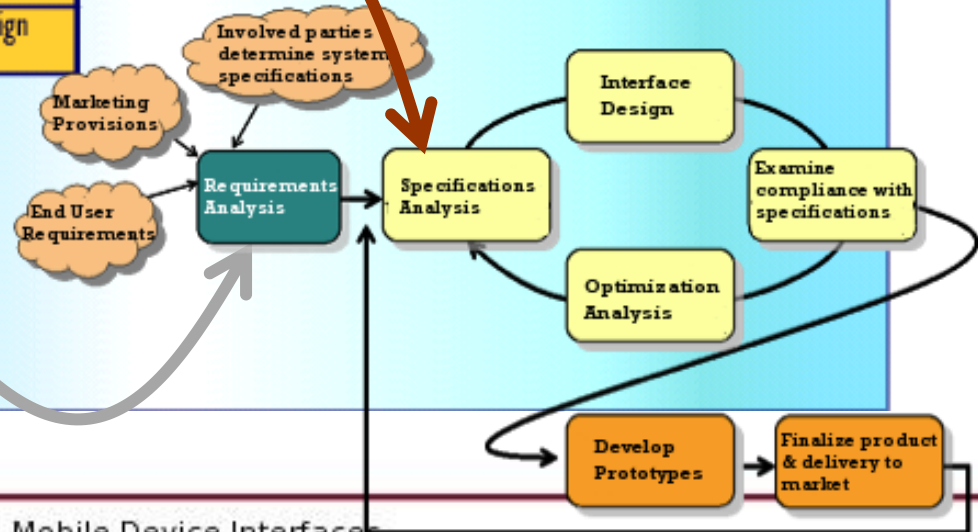 ign
Involved parties
determine system
specifications
Marketing
Provisions
End User
Requirements
Requirements
Analysis
Specifications
Analysis
Interface
Design
Examine
compliance with
specifications
Optimization
Analysis
Develop
Prototypes
Finalize product
& delivery to
market
Mobile Device Interfaces